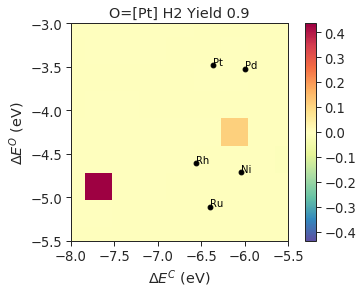 O=[Pt] H2 Yield 0.9
−3.0
−3.5
−4.0
−4.5
−5.0
−5.5
ΔE^O (eV)
Pt
Pd
Rh
Ni
Ru
−8.0 −7.5 −7.0 −6.5 −6.0 −5.5
ΔE^C (eV)
0.4
0.3
0.2
0.1
0.0
−0.1
−0.2
−0.3
−0.4